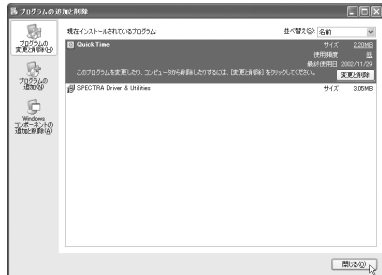 プログラムの追加と削除
プログラムの
変更と削除(H)
プログラムの
追加(N)
Windows
コンポーネントの
追加と削除(A)
現在インストールされているプログラム:
並べ替え(S): 名前
QuickTime
サイズ 2.20MB
使用頻度 低
最終使用日 2002/11/29
このプログラムを変更したり、コンピュータから削除したりするには、[変更と削除] をクリックしてください。
変更と削除
SPECTRA Driver & Utilities
サイズ 3.05MB
閉じる(O)